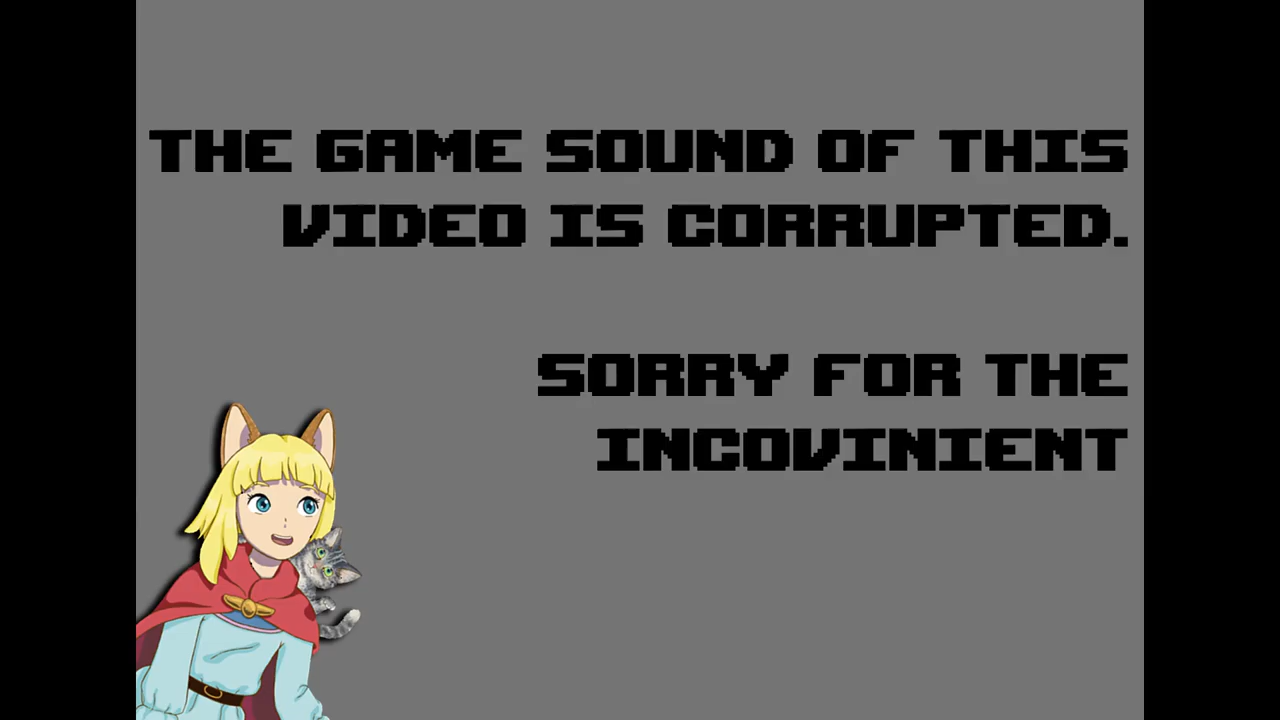 THE GAME SOUND OF THIS
VIDEO IS CORRUPTED.
SORRY FOR THE
INCOVINIENT